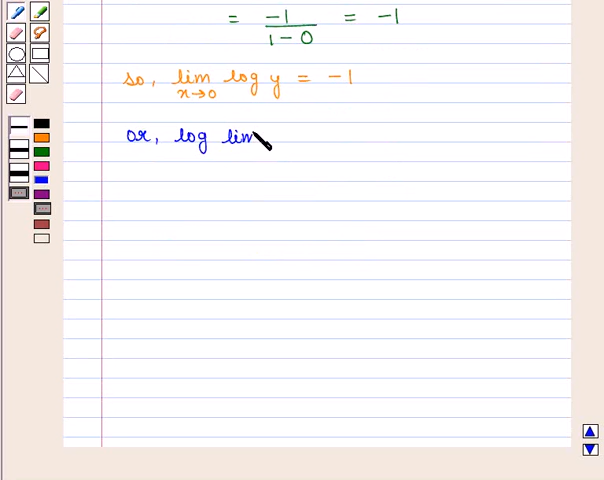 = -1 / 1-0 = -1
so, lim x→0 log y = -1
or, log lim